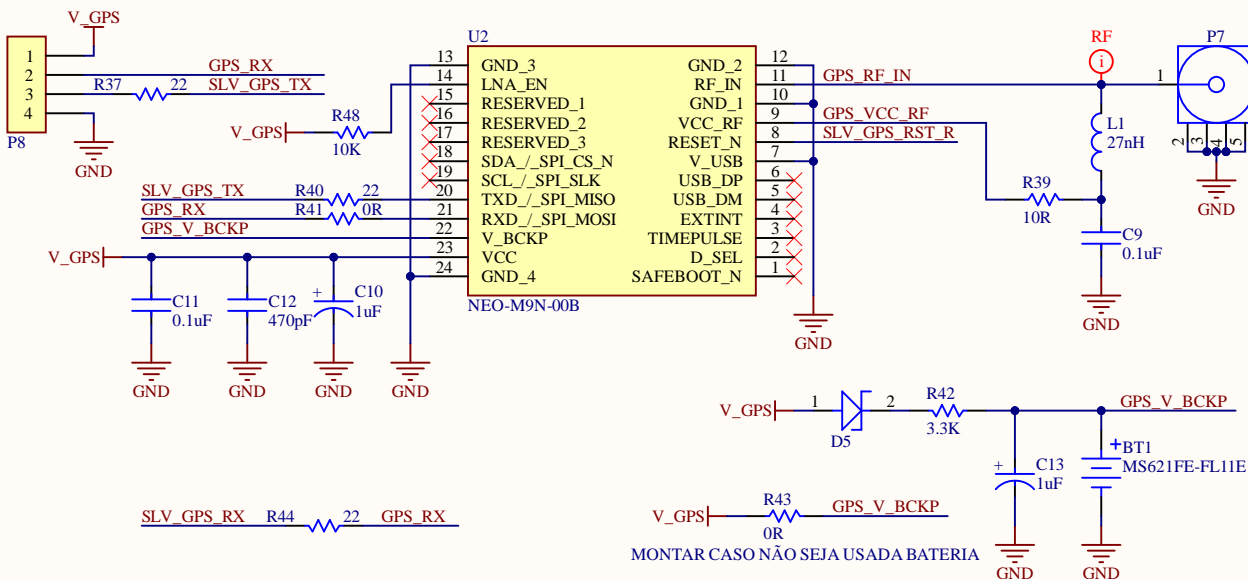 V_GPS
1
2
3
4
P8
GPS_RX
R37 22 SLV_GPS_TX
GND
V_GPS R48
10K
SLV_GPS_TX R40 22
GPS_RX R41 0R
GPS_V_BCKP
V_GPS
C11
0.1uF
C12
470pF
+ C10
1uF
GND
GND
GND
GND
U2
13 GND_3
14 LNA_EN
15 RESERVED_1
16 RESERVED_2
17 RESERVED_3
18 SDA_/_SPI_CS_N
19 SCL_/_SPI_SLK
20 TXD_/_SPI_MISO
21 RXD_/_SPI_MOSI
22 V_BCKP
23 VCC
24 GND_4
GND_2 12
RF_IN 11
GND_1 10
VCC_RF 9
RESET_N 8
V_USB 7
USB_DP 6
USB_DM 5
EXTINT 4
TIMEPULSE 3
D_SEL 2
SAFEBOOT_N 1
NEO-M9N-00B
GND
GPS_RF_IN
GPS_VCC_RF
SLV_GPS_RST_R
RF
i
L1
27nH
R39
10R
C9
0.1uF
GND
P7
1
2
3
4
5
GND
V_GPS 1 2
D5
R42
3.3K
GPS_V_BCKP
+ C13
1uF
+ BT1
MS621FE-FL11E
GND
GND
SLV_GPS_RX R44 22 GPS_RX
V_GPS R43 GPS_V_BCKP
0R
MONTAR CASO NÃO SEJA USADA BATERIA